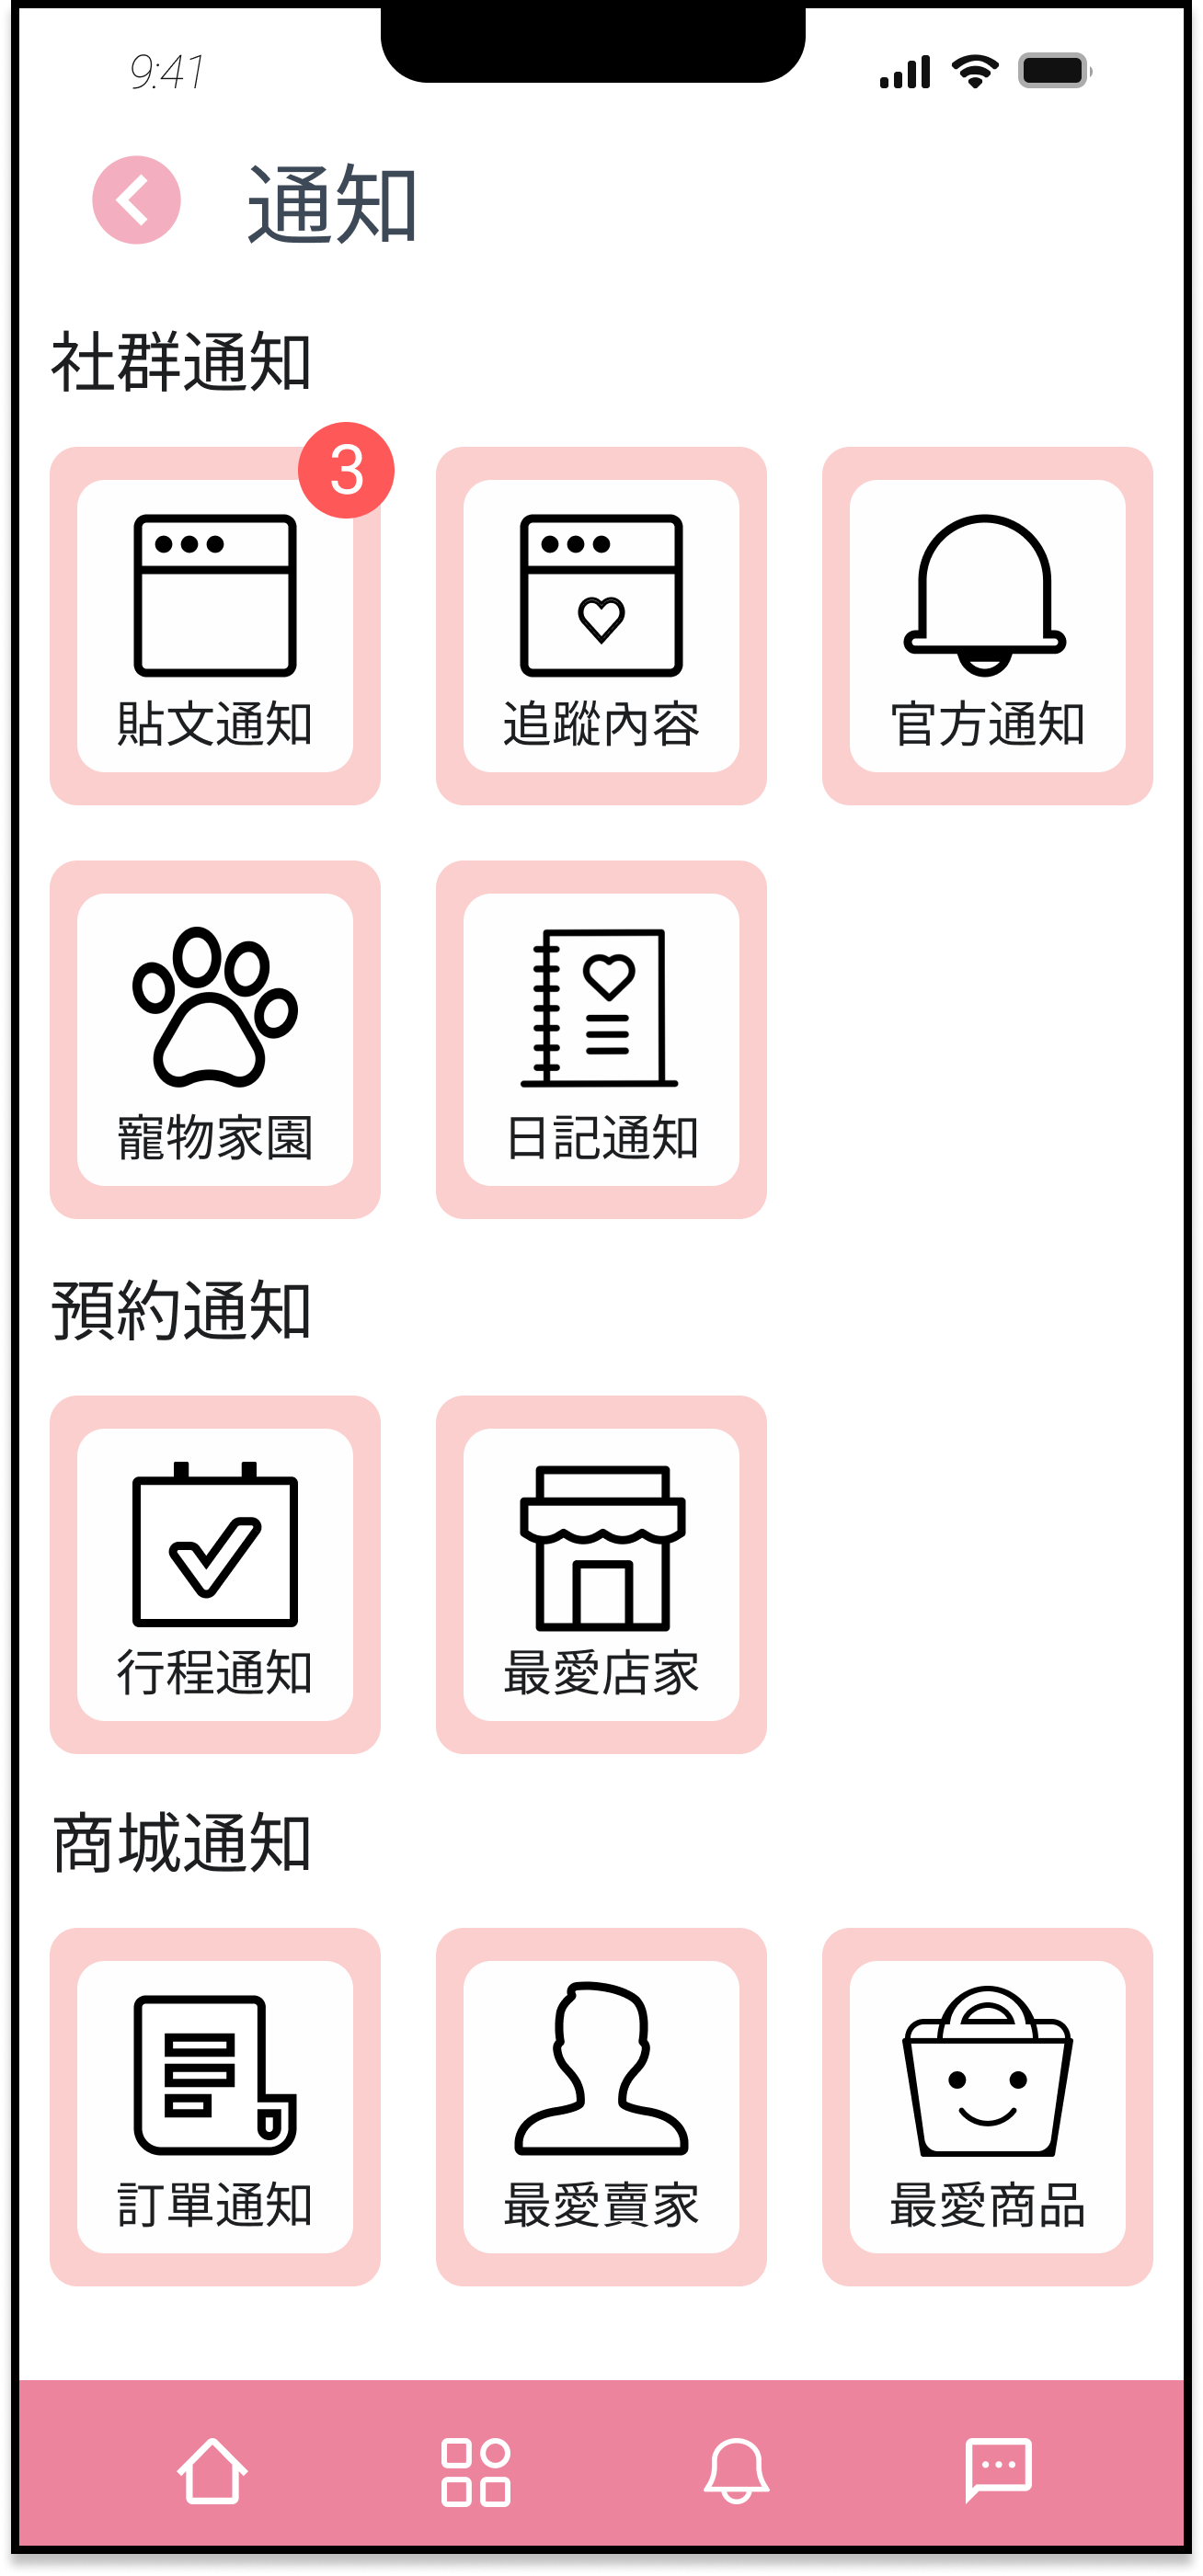 9:41
通知
社群通知
3
貼文通知 追蹤內容 官方通知
寵物家園 日記通知
預約通知
行程通知 最愛店家
商城通知
訂單通知 最愛賣家 最愛商品